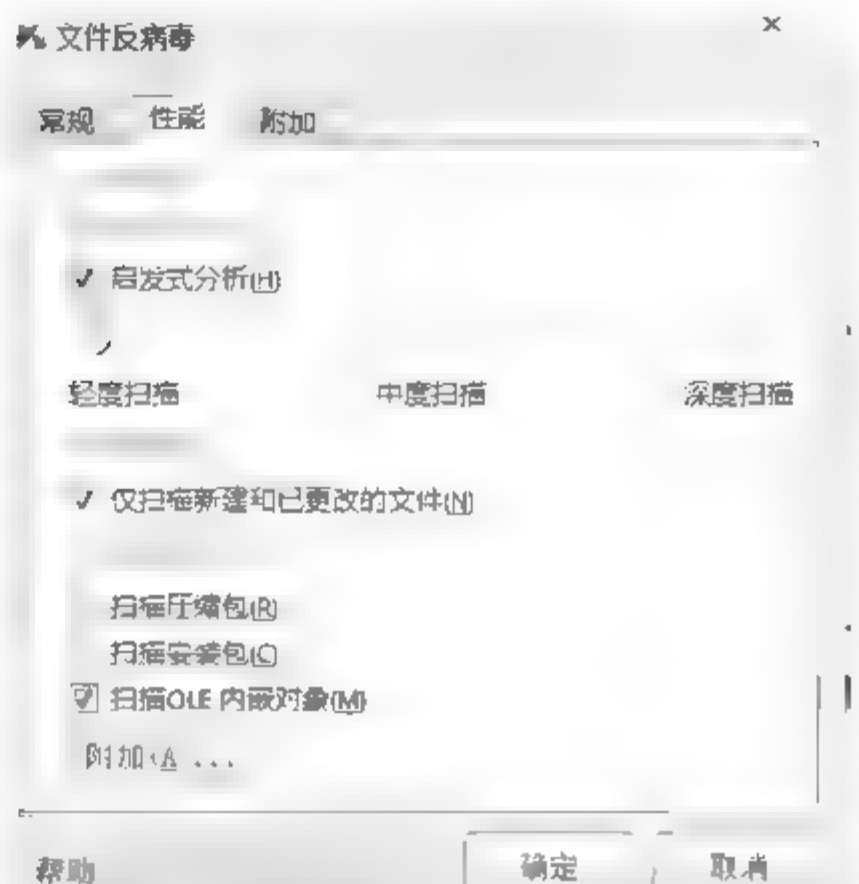 文件反病毒
常规 性能 附加
启发式分析(H)
轻度扫描 中度扫描 深度扫描
仅扫描新建和已更改的文件(N)
扫描压缩包(R)
扫描安装包(C)
扫描OLE 内嵌对象(M)
附加(A ...
帮助 确定 取消